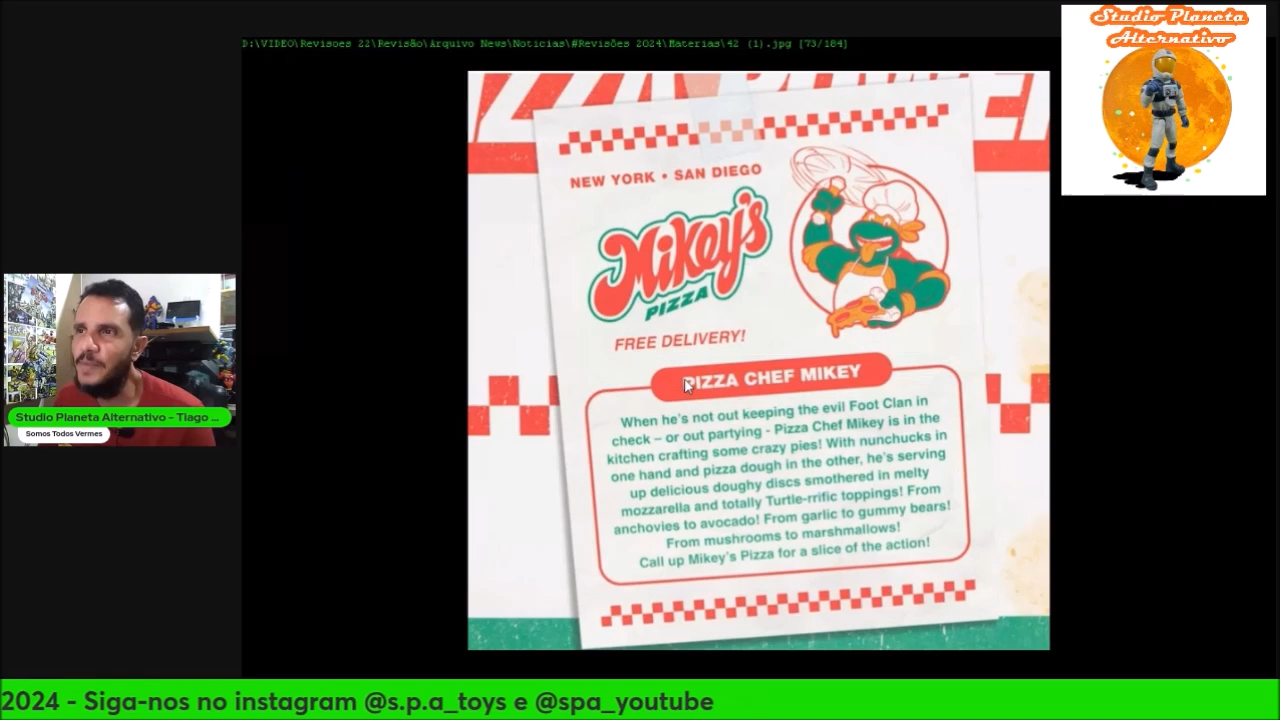 D:\VIDEO\Revisoes 22\Revisão\Arquivo News\Noticias\#Revisões 2024\Materias\42 (1).jpg [73/184]
Studio Planeta
Alternativo
NEW YORK • SAN DIEGO
Mikey's
PIZZA
FREE DELIVERY!
PIZZA CHEF MIKEY
When he's not out keeping the evil Foot Clan in
check – or out partying - Pizza Chef Mikey is in the
kitchen crafting some crazy pies! With nunchucks in
one hand and pizza dough in the other, he's serving
up delicious doughy discs smothered in melty
mozzarella and totally Turtle-rrific toppings! From
anchovies to avocado! From garlic to gummy bears!
From mushrooms to marshmallows!
Call up Mikey's Pizza for a slice of the action!
Studio Planeta Alternativo - Tiago ...
Somos Todos Vermes
2024 - Siga-nos no instagram @s.p.a_toys e @spa_youtube